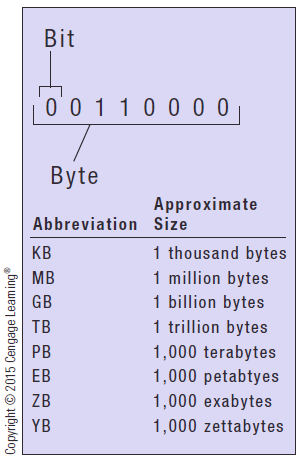 Bit
0 0 1 1 0 0 0 0
Byte
Approximate
Abbreviation Size
KB 1 thousand bytes
MB 1 million bytes
GB 1 billion bytes
TB 1 trillion bytes
PB 1,000 terabytes
EB 1,000 petabtyes
ZB 1,000 exabytes
YB 1,000 zettabytes
Copyright © 2015 Cengage Learning®